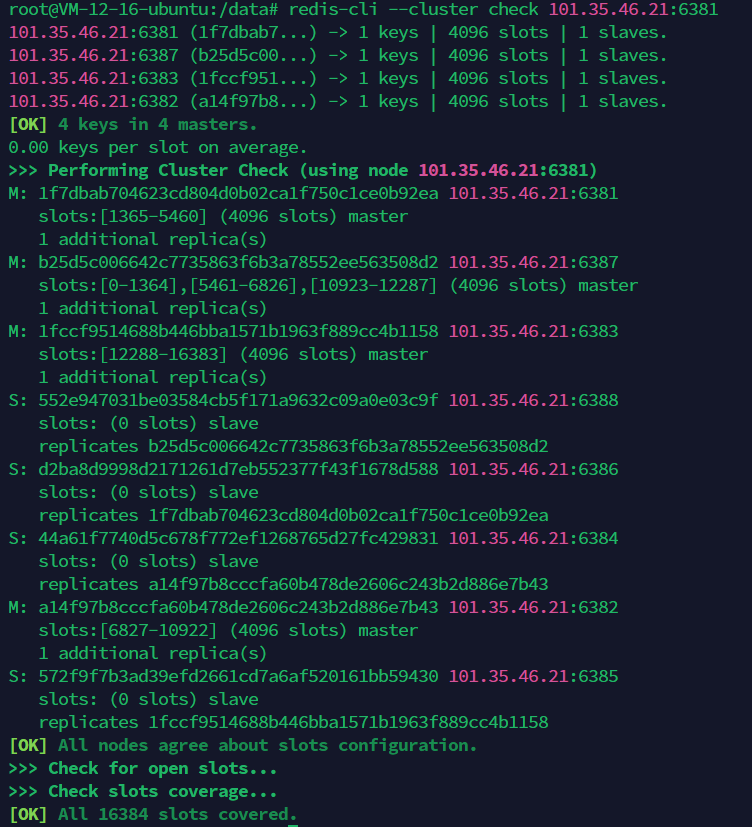 root@VM-12-16-ubuntu:/data# redis-cli --cluster check 101.35.46.21:6381
101.35.46.21:6381 (1f7dbab7...) -> 1 keys | 4096 slots | 1 slaves.
101.35.46.21:6387 (b25d5c00...) -> 1 keys | 4096 slots | 1 slaves.
101.35.46.21:6383 (1fccf951...) -> 1 keys | 4096 slots | 1 slaves.
101.35.46.21:6382 (a14f97b8...) -> 1 keys | 4096 slots | 1 slaves.
[OK] 4 keys in 4 masters.
0.00 keys per slot on average.
>>> Performing Cluster Check (using node 101.35.46.21:6381)
M: 1f7dbab704623cd804d0b02ca1f750c1ce0b92ea 101.35.46.21:6381
   slots:[1365-5460] (4096 slots) master
   1 additional replica(s)
M: b25d5c006642c7735863f6b3a78552ee563508d2 101.35.46.21:6387
   slots:[0-1364],[5461-6826],[10923-12287] (4096 slots) master
   1 additional replica(s)
M: 1fccf9514688b446bba1571b1963f889cc4b1158 101.35.46.21:6383
   slots:[12288-16383] (4096 slots) master
   1 additional replica(s)
S: 552e947031be03584cb5f171a9632c09a0e03c9f 101.35.46.21:6388
   slots: (0 slots) slave
   replicates b25d5c006642c7735863f6b3a78552ee563508d2
S: d2ba8d9998d2171261d7eb552377f43f1678d588 101.35.46.21:6386
   slots: (0 slots) slave
   replicates 1f7dbab704623cd804d0b02ca1f750c1ce0b92ea
S: 44a61f7740d5c678f772ef1268765d27fc429831 101.35.46.21:6384
   slots: (0 slots) slave
   replicates a14f97b8cccfa60b478de2606c243b2d886e7b43
M: a14f97b8cccfa60b478de2606c243b2d886e7b43 101.35.46.21:6382
   slots:[6827-10922] (4096 slots) master
   1 additional replica(s)
S: 572f9f7b3ad39efd2661cd7a6af520161bb59430 101.35.46.21:6385
   slots: (0 slots) slave
   replicates 1fccf9514688b446bba1571b1963f889cc4b1158
[OK] All nodes agree about slots configuration.
>>> Check for open slots...
>>> Check slots coverage...
[OK] All 16384 slots covered.